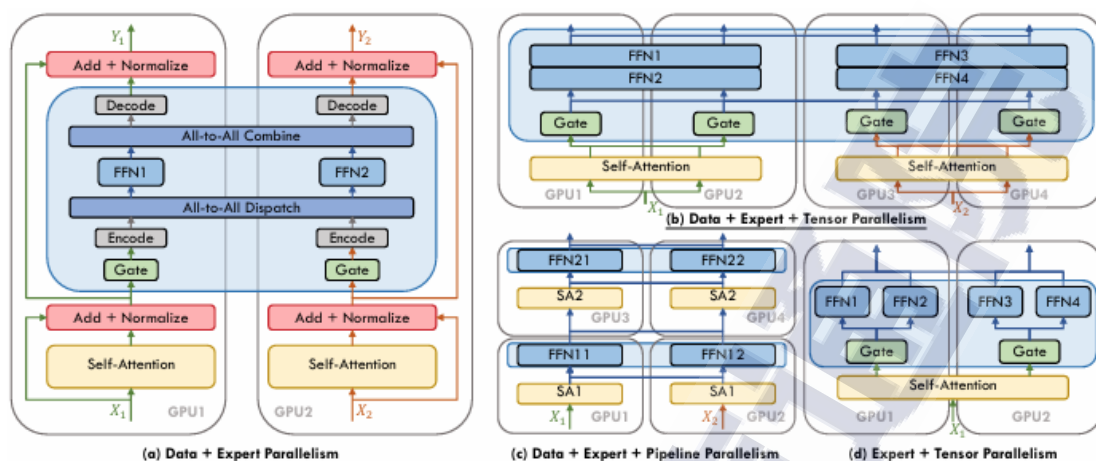 Y₁
Y₂
Add + Normalize
Add + Normalize
Decode
Decode
All-to-All Combine
FFN1
FFN2
All-to-All Dispatch
Encode
Encode
Gate
Gate
Add + Normalize
Add + Normalize
Self-Attention
Self-Attention
X₁
GPU1
GPU2
X₂
(a) Data + Expert Parallelism
FFN1
FFN3
FFN2
FFN4
Gate
Gate
Gate
Gate
Self-Attention
Self-Attention
GPU1
GPU2
GPU3
GPU4
X₁
X₂
(b) Data + Expert + Tensor Parallelism
FFN21
FFN22
SA2
SA2
GPU3
GPU4
FFN11
FFN12
SA1
SA1
X₁
GPU1
X₂
GPU2
(c) Data + Expert + Pipeline Parallelism
FFN1
FFN2
FFN3
FFN4
Gate
Gate
Self-Attention
GPU1
X₁
GPU2
(d) Expert + Tensor Parallelism